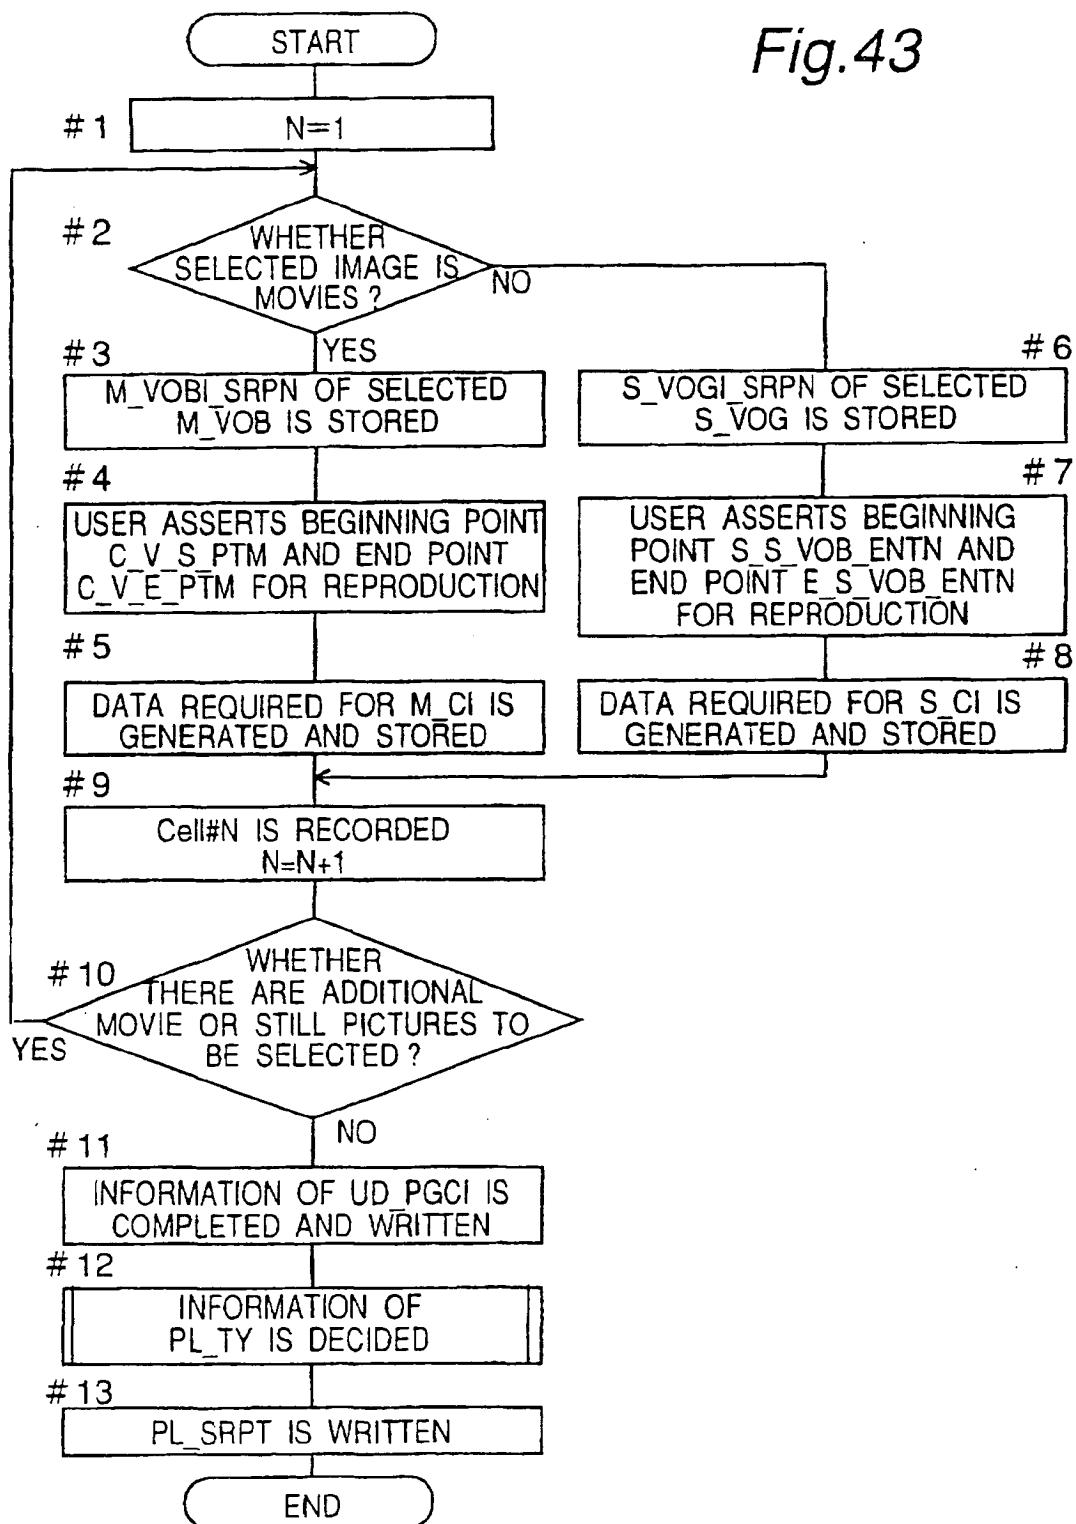 Fig.43
START
#1
N=1
#2
WHETHER
SELECTED IMAGE IS
MOVIES?
NO
YES
#3
M_VOBI_SRPN OF SELECTED
M_VOB IS STORED
#4
USER ASSERTS BEGINNING POINT
C_V_S_PTM AND END POINT
C_V_E_PTM FOR REPRODUCTION
#5
DATA REQUIRED FOR M_CI IS
GENERATED AND STORED
#6
S_VOGI_SRPN OF SELECTED
S_VOG IS STORED
#7
USER ASSERTS BEGINNING
POINT S_S_VOB_ENTN AND
END POINT E_S_VOB_ENTN
FOR REPRODUCTION
#8
DATA REQUIRED FOR S_CI IS
GENERATED AND STORED
#9
Cell#N IS RECORDED
N=N+1
#10
WHETHER
THERE ARE ADDITIONAL
MOVIE OR STILL PICTURES TO
BE SELECTED?
YES
NO
#11
INFORMATION OF UD_PGCI IS
COMPLETED AND WRITTEN
#12
INFORMATION OF
PL_TY IS DECIDED
#13
PL_SRPT IS WRITTEN
END